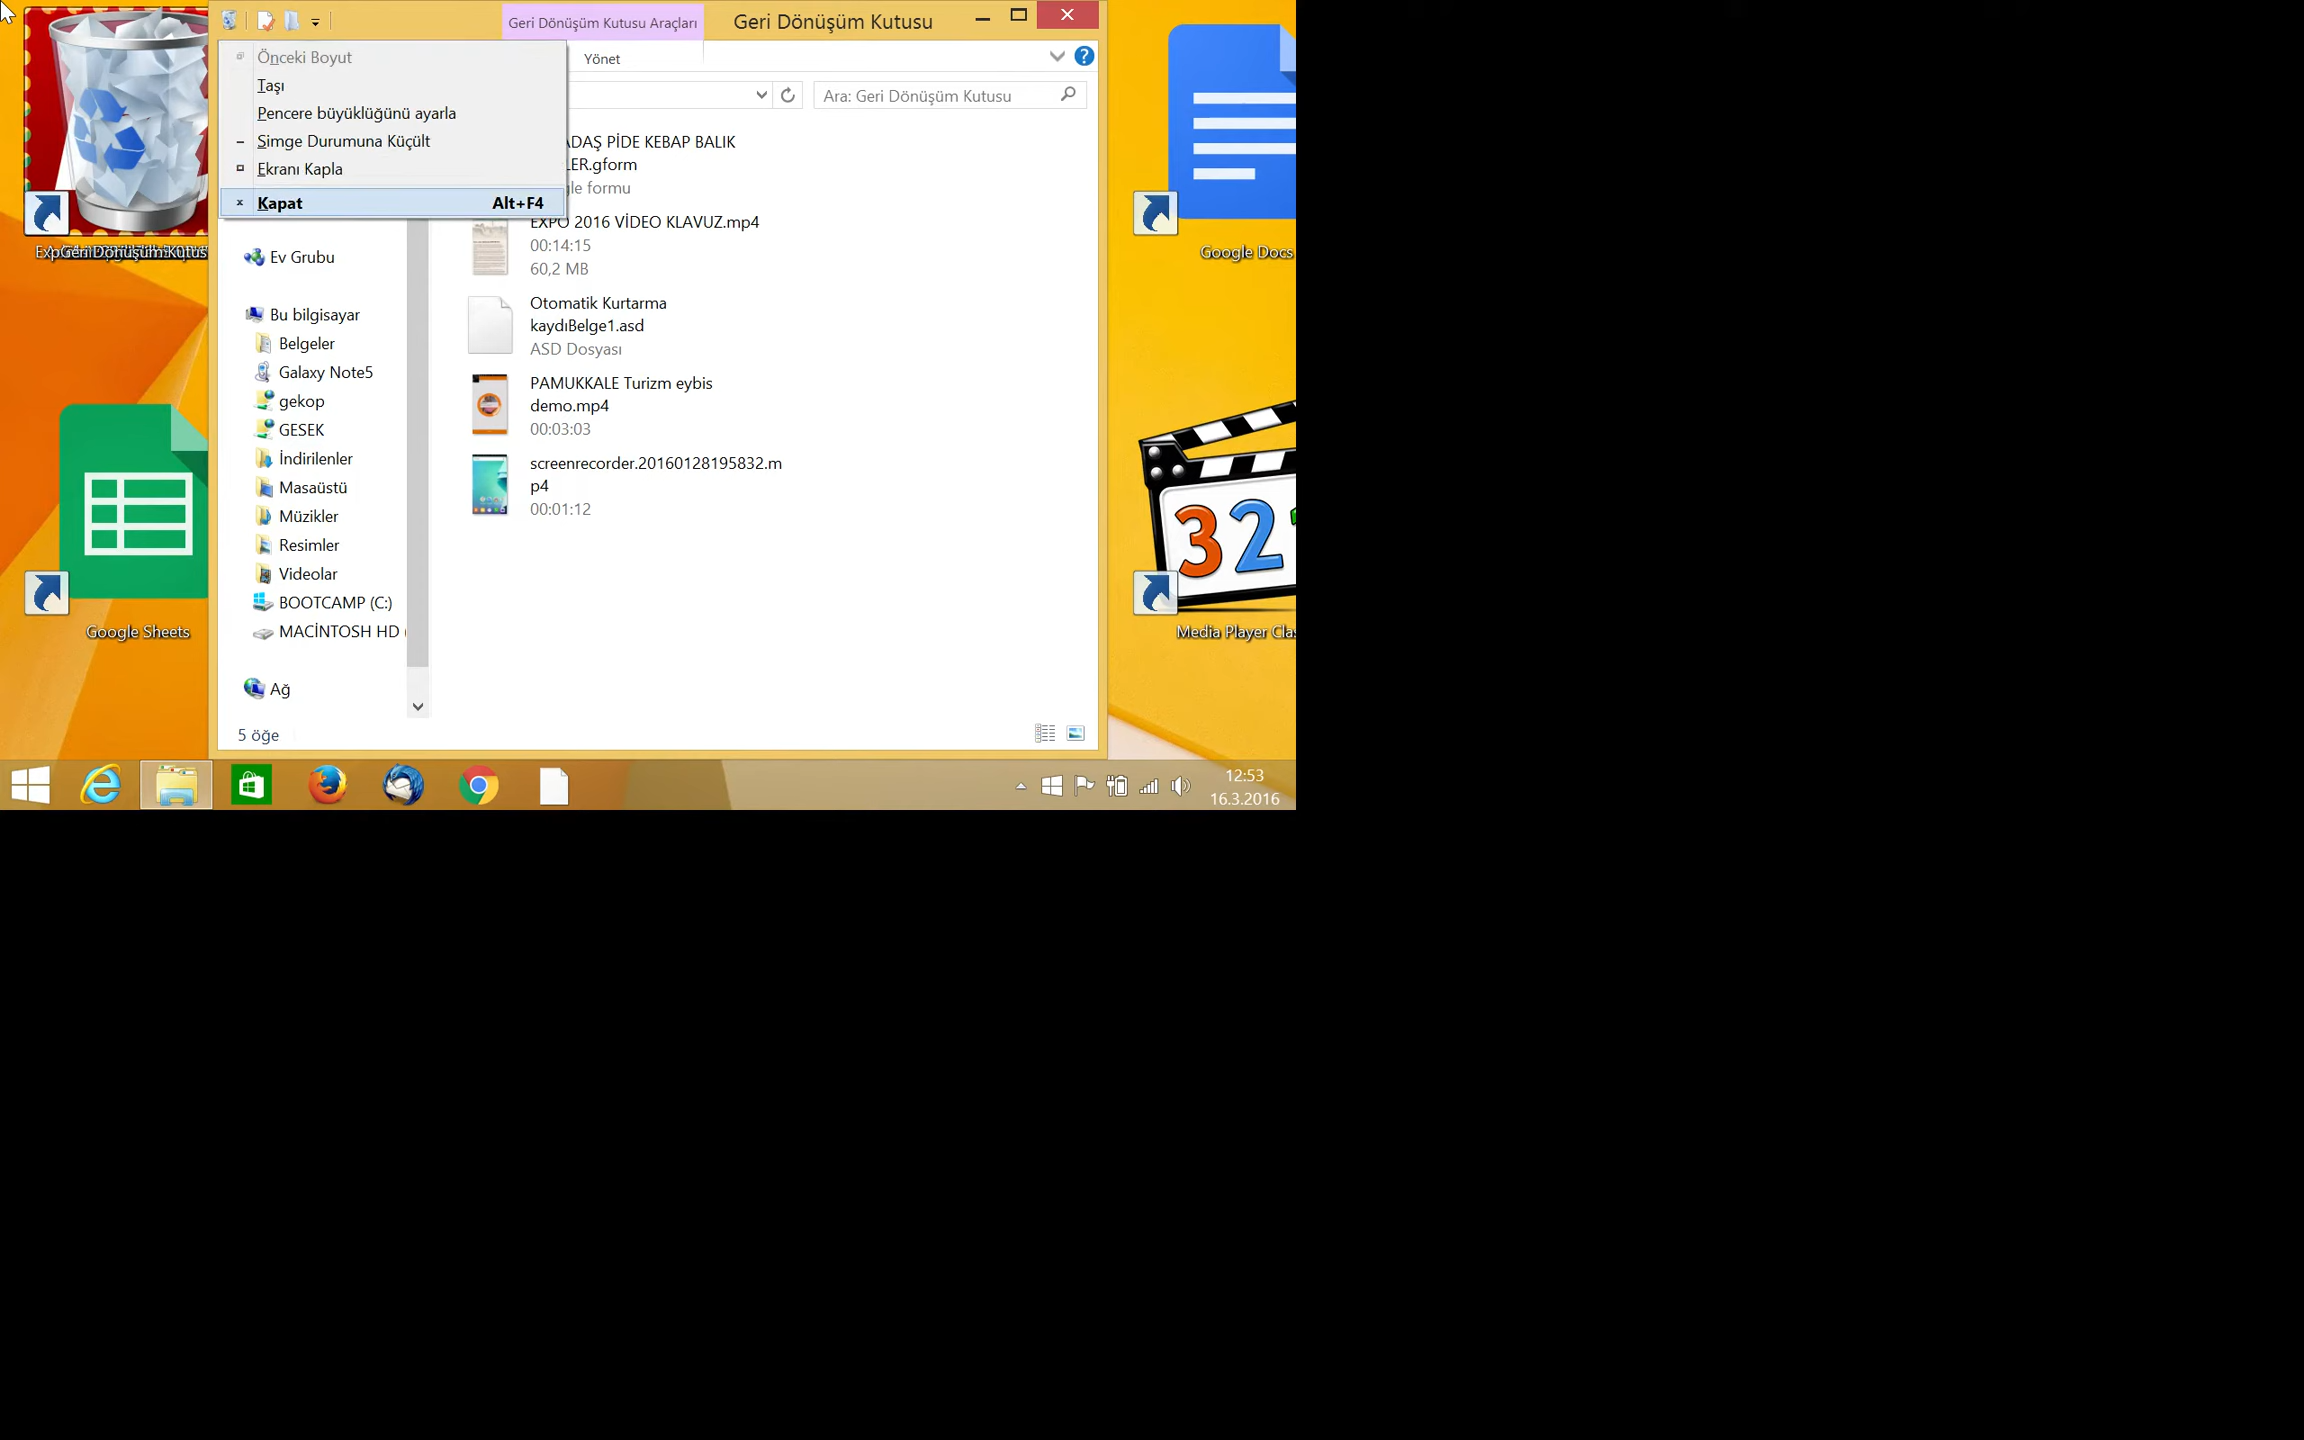 Geri Dönüşüm Kutusu Araçları
Geri Dönüşüm Kutusu
Önceki Boyut
Taşı
Pencere büyüklüğünü ayarla
Simge Durumuna Küçült
Ekranı Kapla
Kapat Alt+F4
Yönet
Ara: Geri Dönüşüm Kutusu
ADAŞ PİDE KEBAP BALIK
LER.gform
gle formu
EXPO 2016 VİDEO KLAVUZ.mp4
00:14:15
60,2 MB
Otomatik Kurtarma
kaydıBelge1.asd
ASD Dosyası
PAMUKKALE Turizm eybis
demo.mp4
00:03:03
screenrecorder.20160128195832.m
p4
00:01:12
Ev Grubu
Bu bilgisayar
Belgeler
Galaxy Note5
gekop
GESEK
İndirilenler
Masaüstü
Müzikler
Resimler
Videolar
BOOTCAMP (C:)
MACİNTOSH HD (
Ağ
5 öğe
Google Sheets
Google Docs
321
Media Player Clas
12:53
16.3.2016